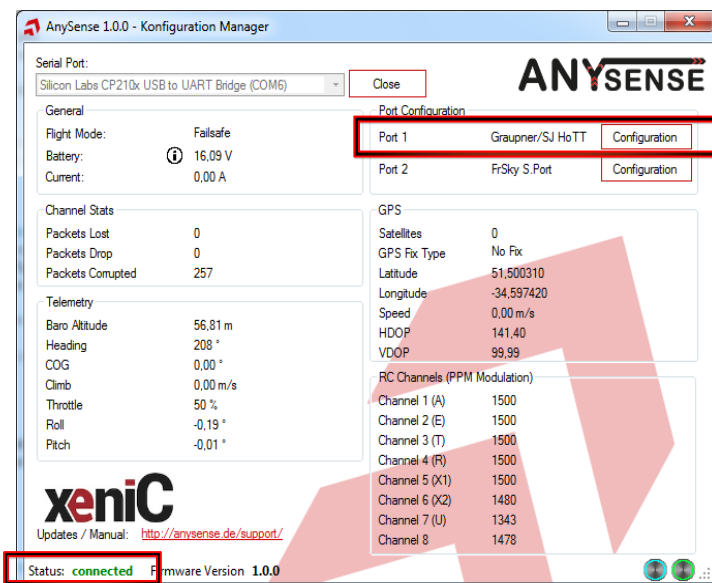 AnySense 1.0.0 - Konfiguration Manager
Serial Port:
Silicon Labs CP210x USB to UART Bridge (COM6)
Close
ANYSENSE
General
Flight Mode: Failsafe
Battery: 16,09 V
Current: 0,00 A
Port Configuration
Port 1 Graupner/SJ HoTT Configuration
Port 2 FrSky S.Port Configuration
Channel Stats
Packets Lost 0
Packets Drop 0
Packets Corrupted 257
GPS
Satellites 0
GPS Fix Type No Fix
Latitude 51,500310
Longitude -34,597420
Speed 0,00 m/s
HDOP 141,40
VDOP 99,99
Telemetry
Baro Altitude 56,81 m
Heading 208 °
COG 0,00 °
Climb 0,00 m/s
Throttle 50 %
Roll -0,19 °
Pitch -0,01 °
RC Channels (PPM Modulation)
Channel 1 (A) 1500
Channel 2 (E) 1500
Channel 3 (T) 1500
Channel 4 (R) 1500
Channel 5 (X1) 1500
Channel 6 (X2) 1480
Channel 7 (U) 1343
Channel 8 1478
xeniC
Updates / Manual: http://anysense.de/support/
Status: connected Firmware Version 1.0.0